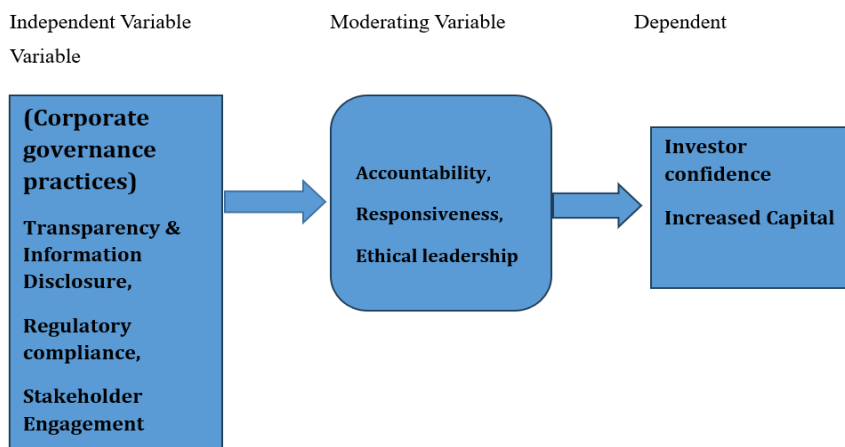 Independent Variable Moderating Variable Dependent
Variable
(Corporate
governance
practices)
Transparency &
Information
Disclosure,
Regulatory
compliance,
Stakeholder
Engagement
Accountability,
Responsiveness,
Ethical leadership
Investor
confidence
Increased Capital